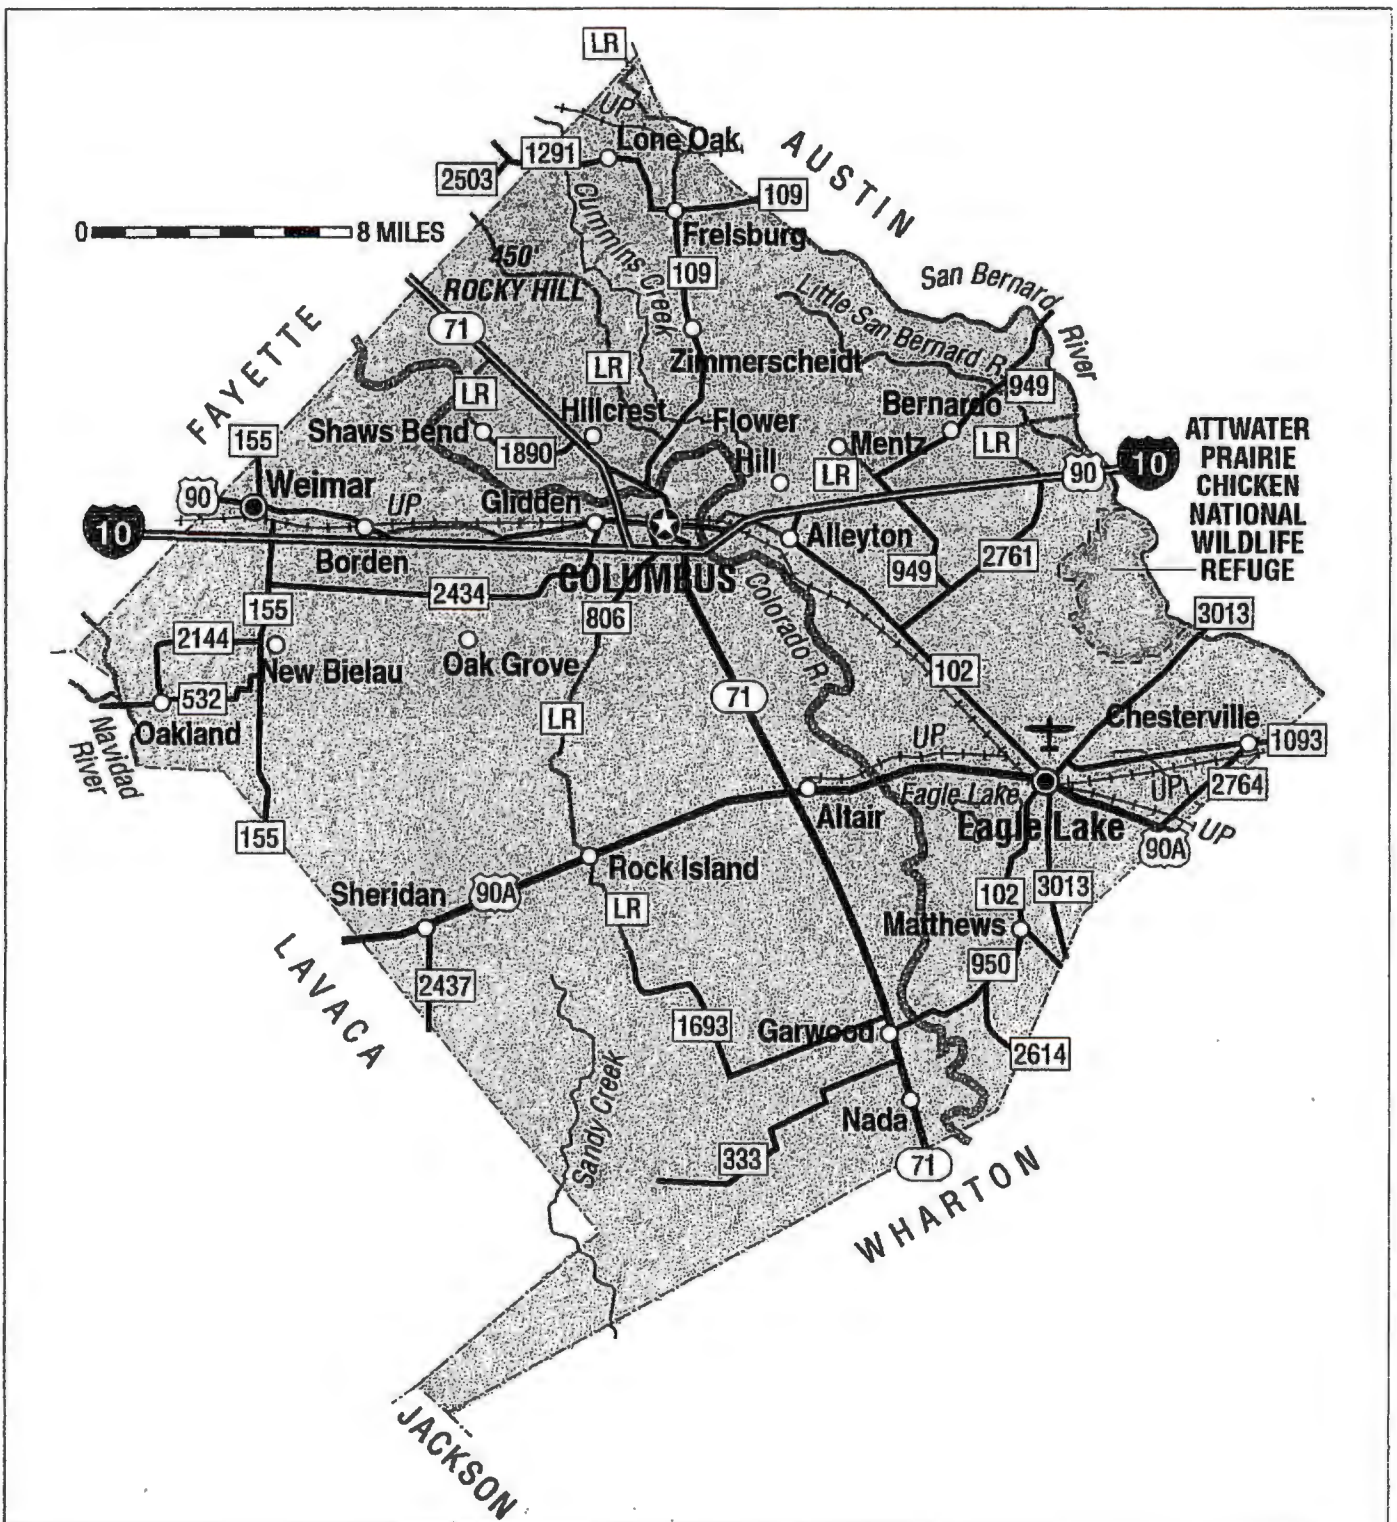 LR
UP
Lone Oak
1291
2503
AUSTIN
109
Cummins Creek
Frelsburg
0 8 MILES
109
450'
ROCKY HILL
San Bernard River
Little San Bernard R.
71
FAYETTE
Zimmerscheidt
LR
LR
949
Hillcrest
Flower Hill
Bernardo
155
Shaws Bend
1890
Mentz
LR
LR
90
10
ATTWATER
PRAIRIE
CHICKEN
NATIONAL
WILDLIFE
REFUGE
90
Weimar
UP
Glidden
10
Borden
Alleyton
2761
949
COLUMBUS
2434
806
155
Colorado R.
3013
2144
New Bielau
Oak Grove
102
532
71
LR
Oakland
Navidad River
UP
Chesterville
1093
UP
2764
Eagle Lake
Altair
Eagle Lake
UP
90A
155
Rock Island
Sheridan
90A
LR
102
3013
Matthews
950
LAVACA
2437
1693
Garwood
2614
Sandy Creek
Nada
333
71
WHARTON
JACKSON